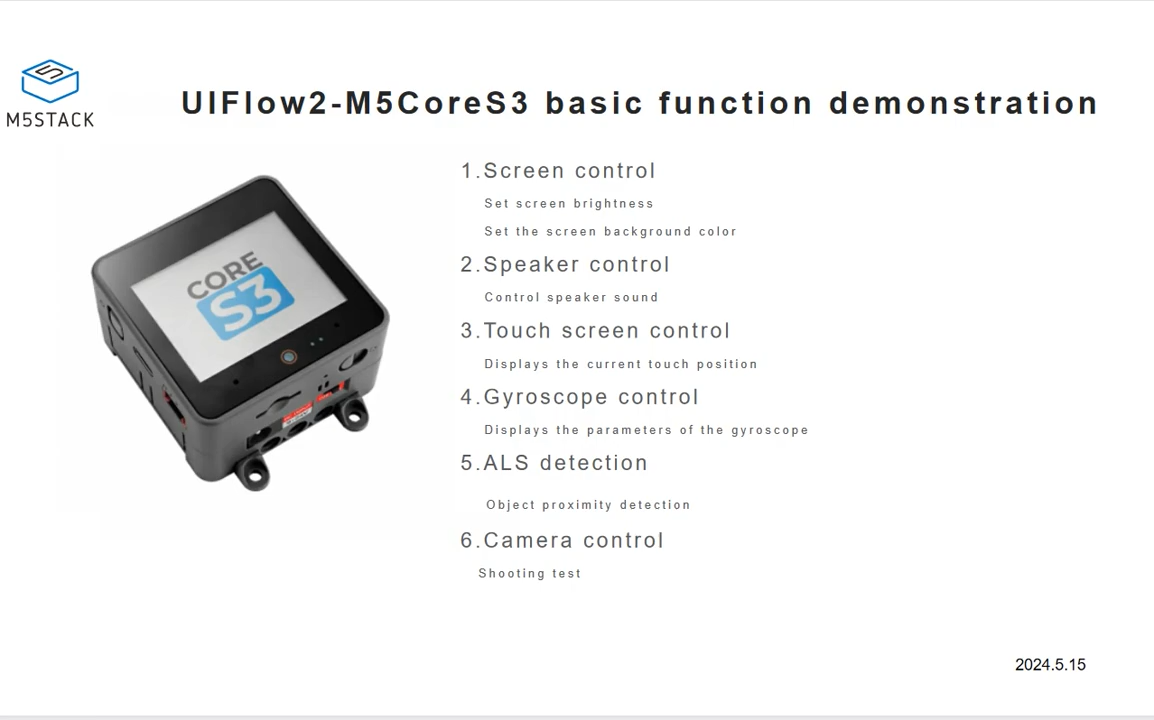 M5STACK
UIFlow2-M5CoreS3 basic function demonstration
CORE
S3
1.Screen control
Set screen brightness
Set the screen background color
2.Speaker control
Control speaker sound
3.Touch screen control
Displays the current touch position
4.Gyroscope control
Displays the parameters of the gyroscope
5.ALS detection
Object proximity detection
6.Camera control
Shooting test
2024.5.15